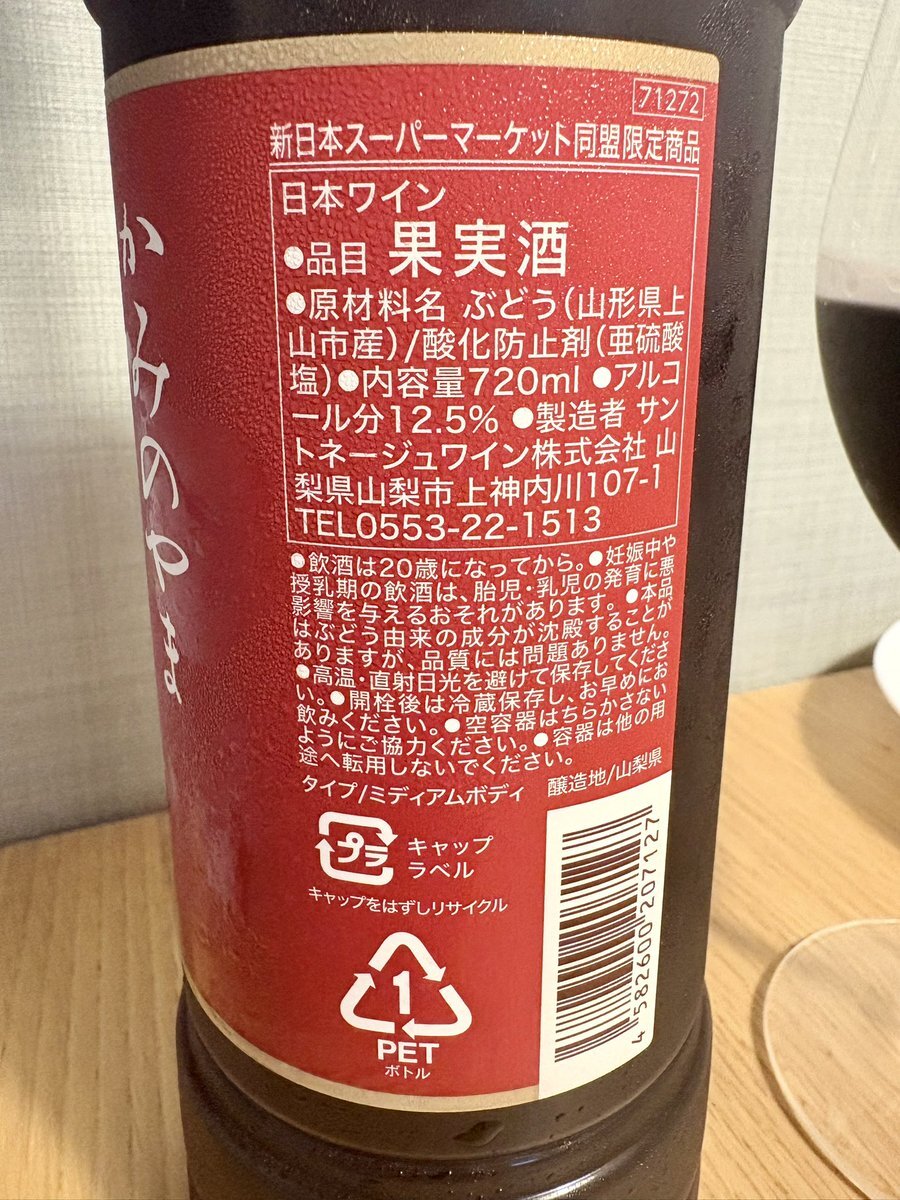 かみのやま
71272
新日本スーパーマーケット同盟限定商品
日本ワイン
●品目 果実酒
●原材料名 ぶどう(山形県上
山市産)/酸化防止剤(亜硫酸
塩)●内容量720ml ●アルコ
ール分12.5% ●製造者 サン
トネージュワイン株式会社 山
梨県山梨市上神内川107-1
TEL0553-22-1513
●飲酒は20歳になってから。●妊娠中や
授乳期の飲酒は、胎児・乳児の発育に悪
影響を与えるおそれがあります。●本品
はぶどう由来の成分が沈殿することが
ありますが、品質には問題ありません。
●高温・直射日光を避けて保存してくださ
い。●開栓後は冷蔵保存し、お早めにお
飲みください。●空容器はちらかさない
ようにご協力ください。●容器は他の用
途へ転用しないでください。
タイプ/ミディアムボディ 醸造地/山梨県
プラ
キャップ
ラベル
キャップをはずしリサイクル
1
PET
ボトル
4 582600 207127